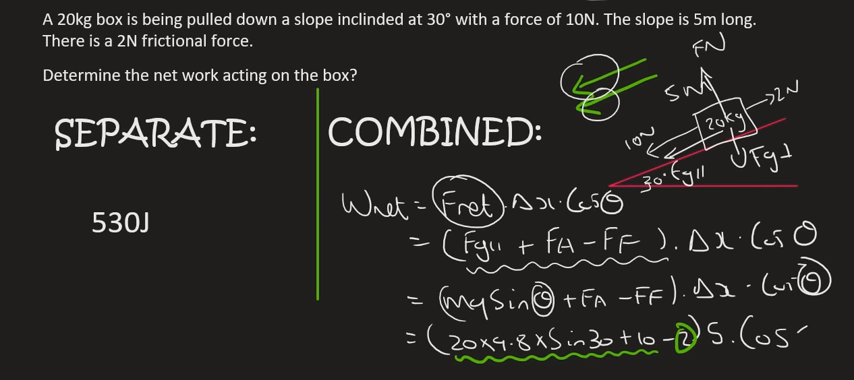 A 20kg box is being pulled down a slope inclinded at 30° with a force of 10N. The slope is 5m long.
There is a 2N frictional force.
Determine the net work acting on the box?
FN
5m
2N
20kg
10N
30° Fg||
Fg⊥
SEPARATE:
COMBINED:
530J
Wnet = Fnet . Δx . Cos θ
= (Fg|| + FA - FF) . Δx . Cos θ
= (mg Sin θ + FA - FF) . Δx . Cos θ
= (20×9.8×Sin30 + 10 - 2) 5 . Cos